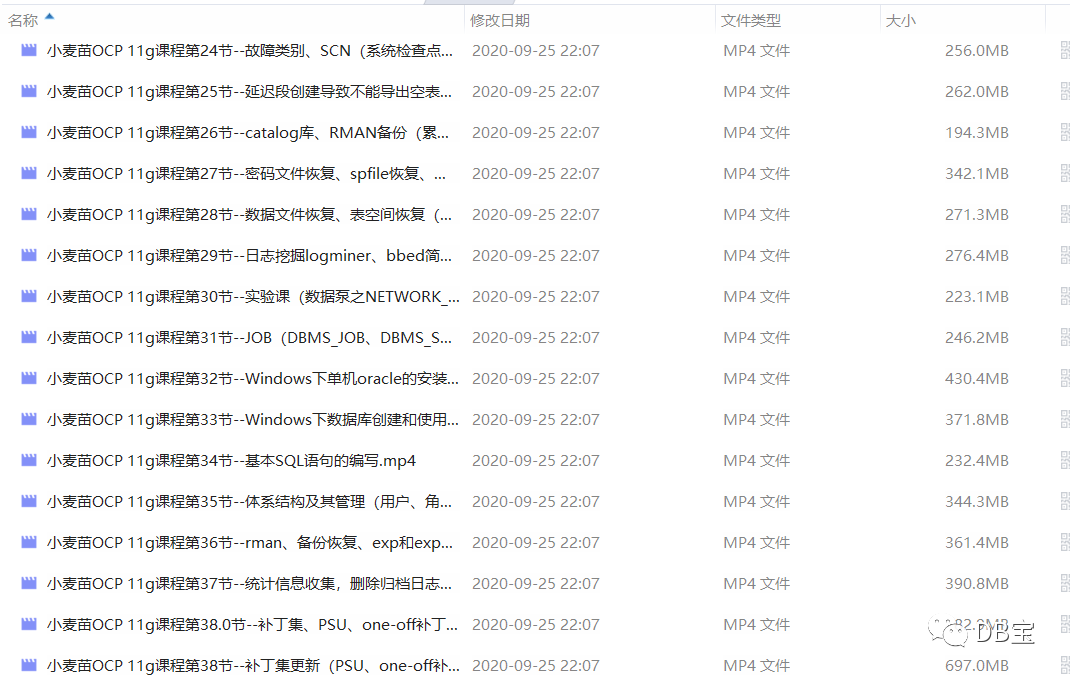 名称 修改日期 文件类型 大小
小麦苗OCP 11g课程第24节--故障类别、SCN（系统检查点... 2020-09-25 22:07 MP4 文件 256.0MB
小麦苗OCP 11g课程第25节--延迟段创建导致不能导出空表... 2020-09-25 22:07 MP4 文件 262.0MB
小麦苗OCP 11g课程第26节--catalog库、RMAN备份（累... 2020-09-25 22:07 MP4 文件 194.3MB
小麦苗OCP 11g课程第27节--密码文件恢复、spfile恢复、... 2020-09-25 22:07 MP4 文件 342.1MB
小麦苗OCP 11g课程第28节--数据文件恢复、表空间恢复（... 2020-09-25 22:07 MP4 文件 271.3MB
小麦苗OCP 11g课程第29节--日志挖掘logminer、bbed简... 2020-09-25 22:07 MP4 文件 276.4MB
小麦苗OCP 11g课程第30节--实验课（数据泵之NETWORK_... 2020-09-25 22:07 MP4 文件 223.1MB
小麦苗OCP 11g课程第31节--JOB（DBMS_JOB、DBMS_S... 2020-09-25 22:07 MP4 文件 246.2MB
小麦苗OCP 11g课程第32节--Windows下单机oracle的安装... 2020-09-25 22:07 MP4 文件 430.4MB
小麦苗OCP 11g课程第33节--Windows下数据库创建和使用... 2020-09-25 22:07 MP4 文件 371.8MB
小麦苗OCP 11g课程第34节--基本SQL语句的编写.mp4 2020-09-25 22:07 MP4 文件 232.4MB
小麦苗OCP 11g课程第35节--体系结构及其管理（用户、角... 2020-09-25 22:07 MP4 文件 344.3MB
小麦苗OCP 11g课程第36节--rman、备份恢复、exp和exp... 2020-09-25 22:07 MP4 文件 361.4MB
小麦苗OCP 11g课程第37节--统计信息收集，删除归档日志... 2020-09-25 22:07 MP4 文件 390.8MB
小麦苗OCP 11g课程第38.0节--补丁集、PSU、one-off补丁... 2020-09-25 22:07 MP4 文件
DB宝
小麦苗OCP 11g课程第38节--补丁集更新（PSU、one-off补... 2020-09-25 22:07 MP4 文件 697.0MB